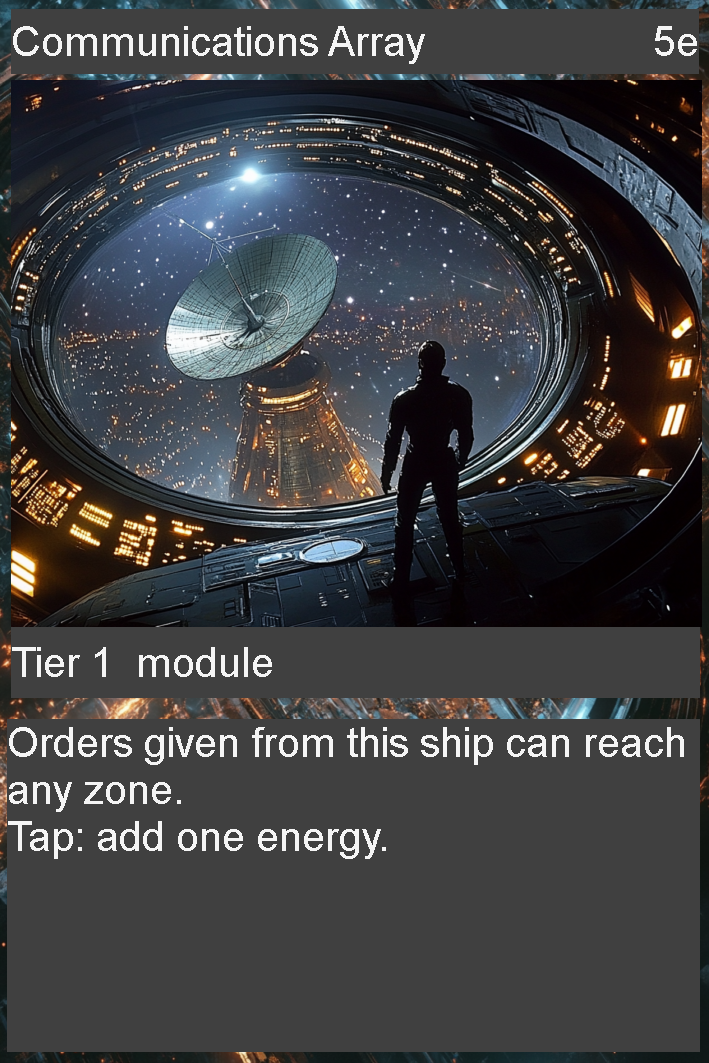 Communications Array 5e
Tier 1  module
Orders given from this ship can reach
any zone.
Tap: add one energy.